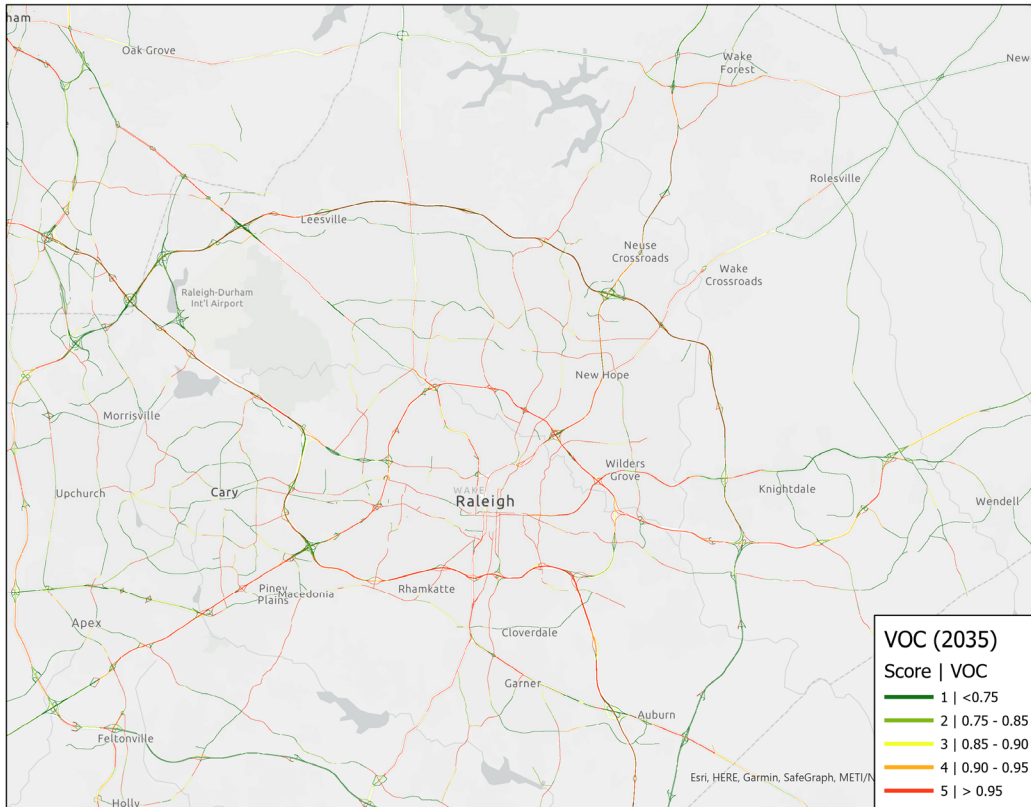 ham
Oak Grove
Wake
Forest
New
Rolesville
Leesville
Neuse
Crossroads
Wake
Crossroads
Raleigh-Durham
Int'l Airport
New Hope
Morrisville
Wilders
Grove
Upchurch
Cary
WAKE
Raleigh
Knightdale
Wendell
Piney
Plains
Macedonia
Rhamkatte
Apex
Cloverdale
Garner
Auburn
Feltonville
Holly
VOC (2035)
Score | VOC
1 | <0.75
2 | 0.75 - 0.85
3 | 0.85 - 0.90
4 | 0.90 - 0.95
5 | > 0.95
Esri, HERE, Garmin, SafeGraph, METI/N